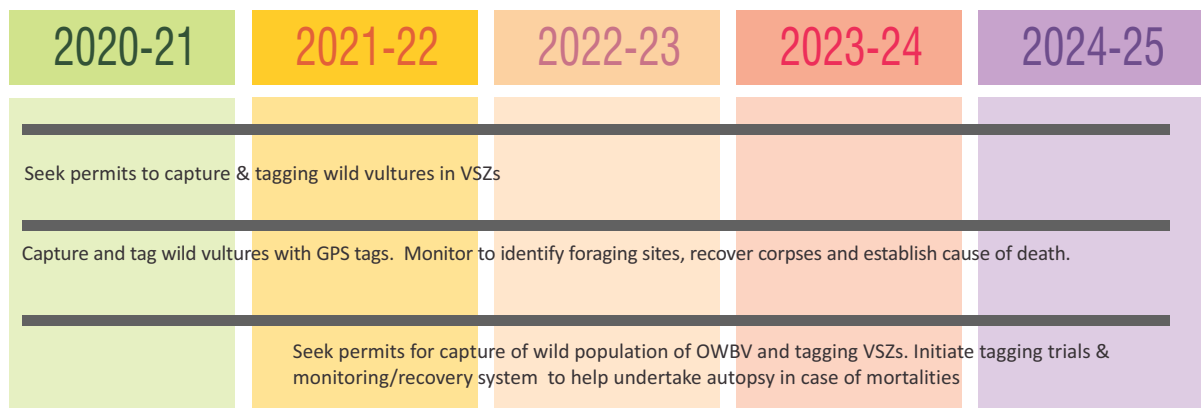 2020-21 2021-22 2022-23 2023-24 2024-25
Seek permits to capture & tagging wild vultures in VSZs
Capture and tag wild vultures with GPS tags.  Monitor to identify foraging sites, recover corpses and establish cause of death.
Seek permits for capture of wild population of OWBV and tagging VSZs. Initiate tagging trials &
monitoring/recovery system  to help undertake autopsy in case of mortalities